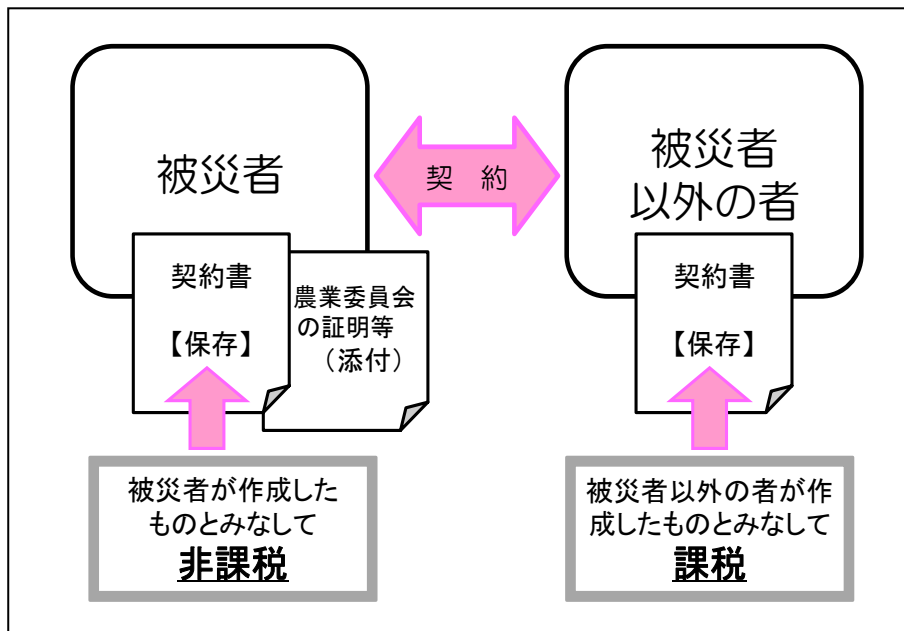 被災者
契　約
被災者
以外の者
契約書
【保存】
農業委員会
の証明等
（添付）
契約書
【保存】
被災者が作成した
ものとみなして
非課税
被災者以外の者が作
成したものとみなして
課税